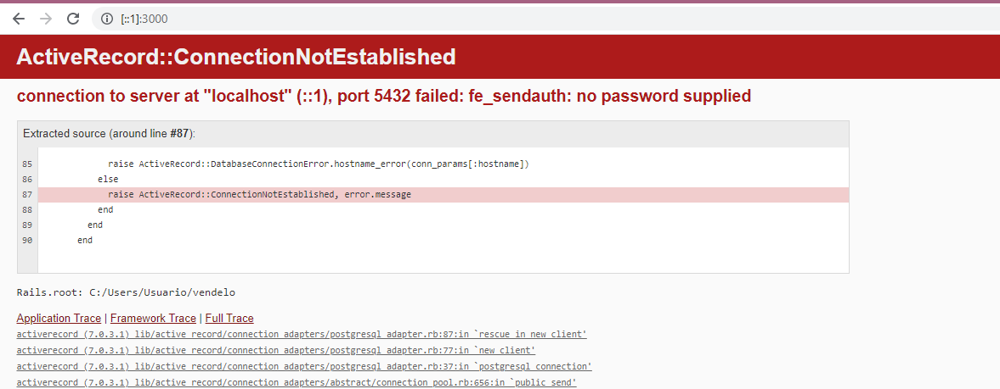 [::1]:3000
ActiveRecord::ConnectionNotEstablished
connection to server at "localhost" (::1), port 5432 failed: fe_sendauth: no password supplied
Extracted source (around line #87):
85 raise ActiveRecord::DatabaseConnectionError.hostname_error(conn_params[:hostname])
86 else
87 raise ActiveRecord::ConnectionNotEstablished, error.message
88 end
89 end
90 end
Rails.root: C:/Users/Usuario/vendelo
Application Trace | Framework Trace | Full Trace
activerecord (7.0.3.1) lib/active_record/connection_adapters/postgresql_adapter.rb:87:in `rescue in new_client'
activerecord (7.0.3.1) lib/active_record/connection_adapters/postgresql_adapter.rb:77:in `new_client'
activerecord (7.0.3.1) lib/active_record/connection_adapters/postgresql_adapter.rb:37:in `postgresql_connection'
activerecord (7.0.3.1) lib/active_record/connection_adapters/abstract/connection_pool.rb:656:in `public_send'